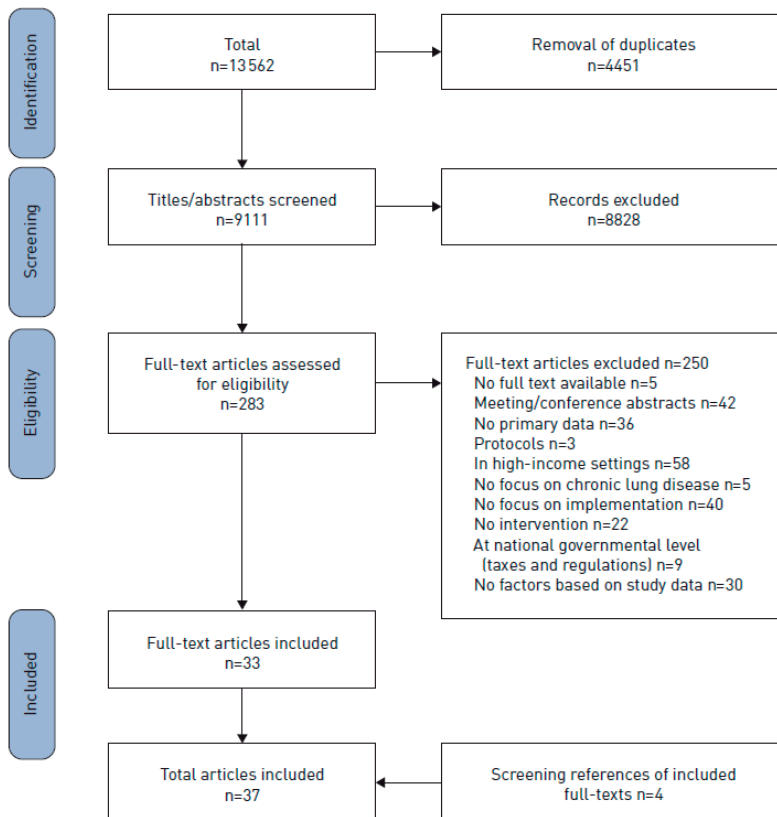 Identification
Total
n=13562
Removal of duplicates
n=4451
Screening
Titles/abstracts screened
n=9111
Records excluded
n=8828
Eligibility
Full-text articles assessed
for eligibility
n=283
Full-text articles excluded n=250
No full text available n=5
Meeting/conference abstracts n=42
No primary data n=36
Protocols n=3
In high-income settings n=58
No focus on chronic lung disease n=5
No focus on implementation n=40
No intervention n=22
At national governmental level
(taxes and regulations) n=9
No factors based on study data n=30
Included
Full-text articles included
n=33
Total articles included
n=37
Screening references of included
full-texts n=4